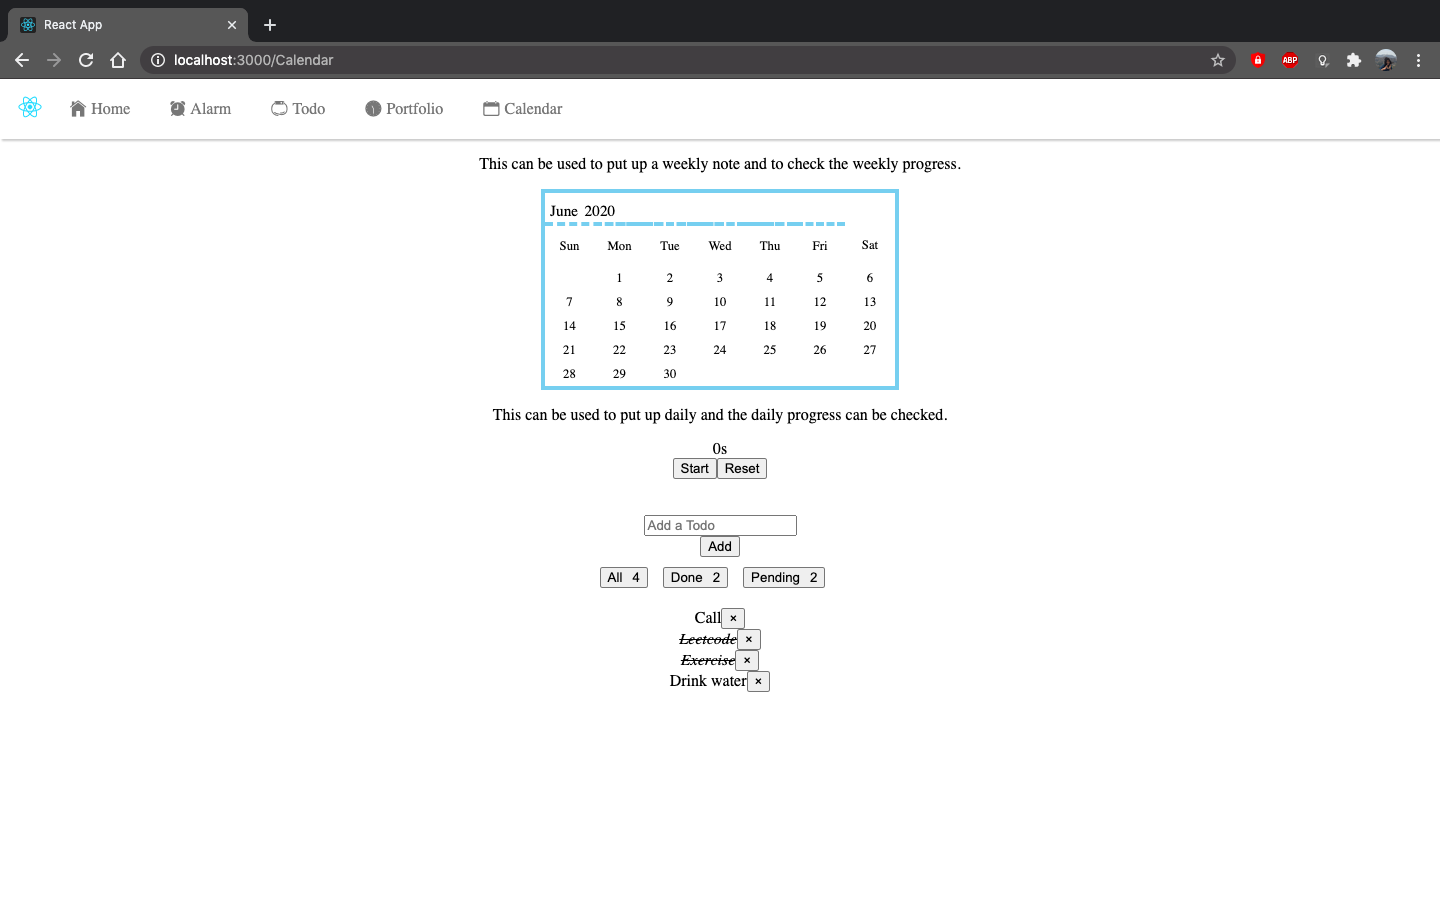 React App
localhost:3000/Calendar
ABP
Home Alarm Todo Portfolio Calendar
This can be used to put up a weekly note and to check the weekly progress.
June 2020
Sun Mon Tue Wed Thu Fri Sat
1 2 3 4 5 6
7 8 9 10 11 12 13
14 15 16 17 18 19 20
21 22 23 24 25 26 27
28 29 30
This can be used to put up daily and the daily progress can be checked.
0s
Start Reset
Add a Todo
Add
All 4 Done 2 Pending 2
Call ×
Leetcode ×
Exercise ×
Drink water ×